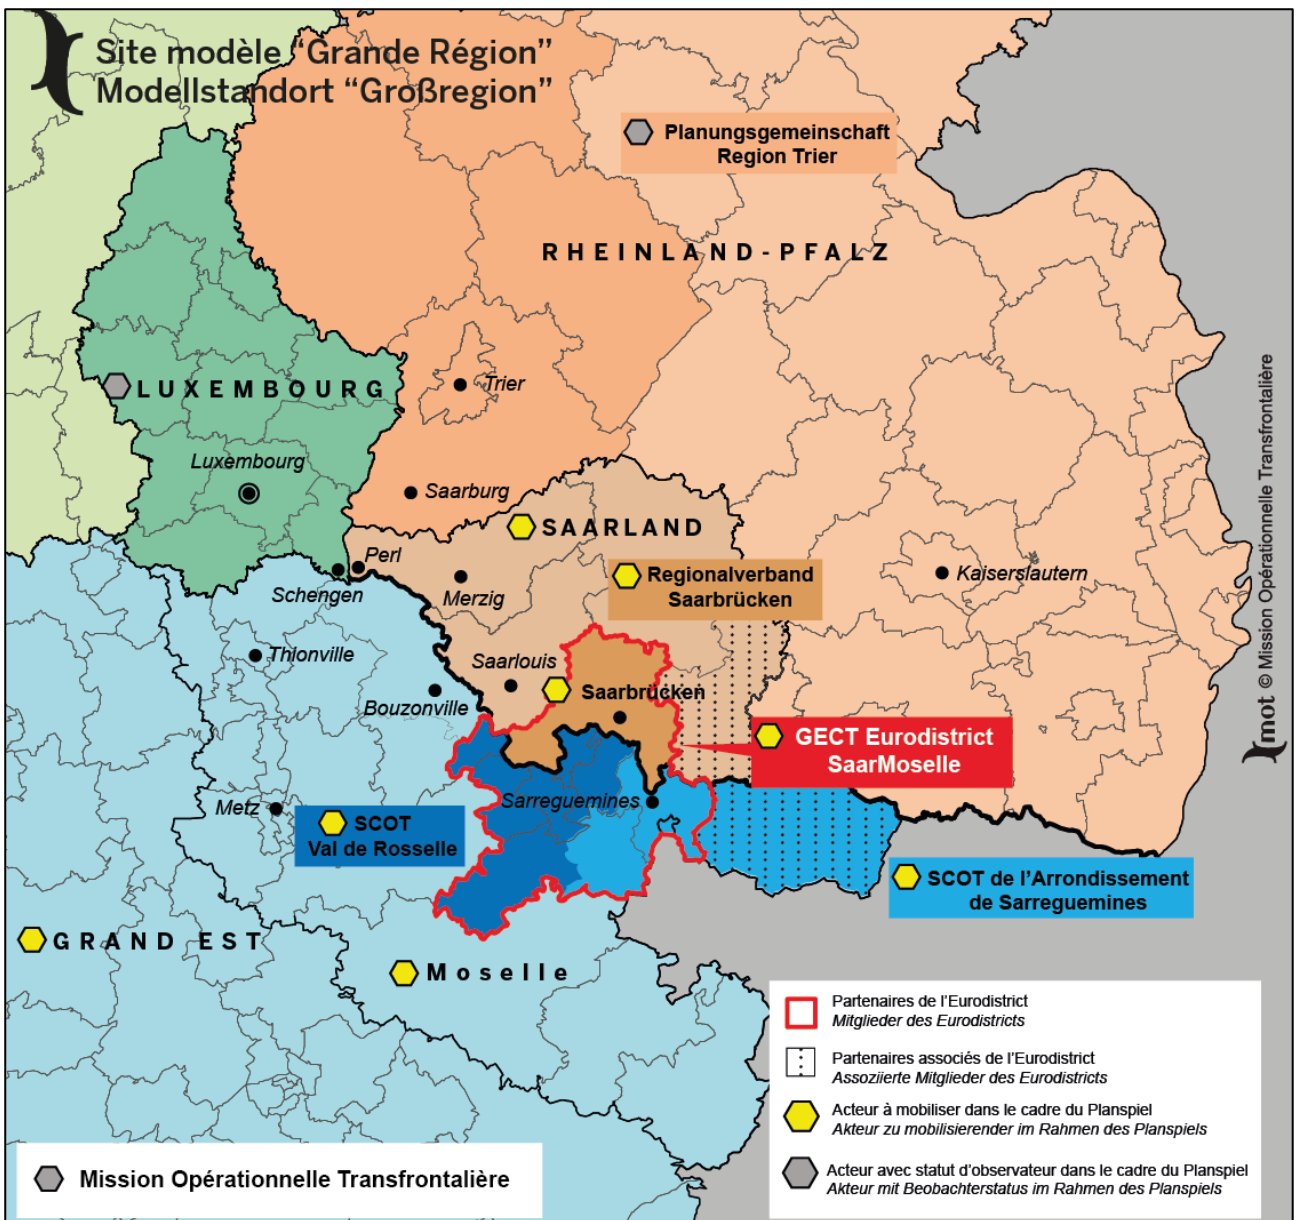 Site modèle “Grande Région”
Modellstandort “Großregion”
Planungsgemeinschaft
Region Trier
RHEINLAND-PFALZ
LUXEMBOURG
Trier
Luxembourg
Saarburg
SAARLAND
Perl
Schengen
Merzig
Regionalverband
Saarbrücken
Kaiserslautern
Thionville
Saarlouis
Bouzonville
Saarbrücken
GECT Eurodistrict
SaarMoselle
Metz
Sarreguemines
SCOT
Val de Rosselle
SCOT de l’Arrondissement
de Sarreguemines
GRAND EST
Moselle
mot © Mission Opérationnelle Transfrontalière
Partenaires de l’Eurodistrict
Mitglieder des Eurodistricts
Partenaires associés de l’Eurodistrict
Assoziierte Mitglieder des Eurodistricts
Acteur à mobiliser dans le cadre du Planspiel
Akteur zu mobilisierender im Rahmen des Planspiels
Acteur avec statut d’observateur dans le cadre du Planspiel
Akteur mit Beobachterstatus im Rahmen des Planspiels
Mission Opérationnelle Transfrontalière